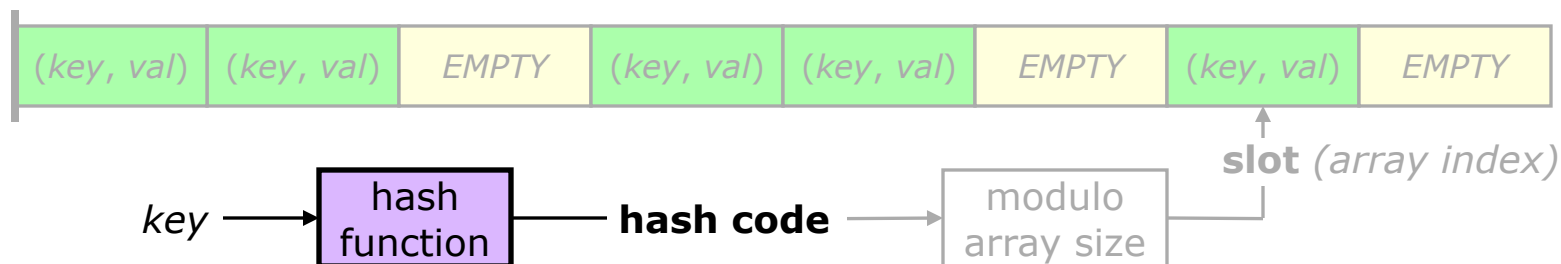 (key, val) (key, val) EMPTY (key, val) (key, val) EMPTY (key, val) EMPTY
slot (array index)
key
hash
function
hash code
modulo
array size